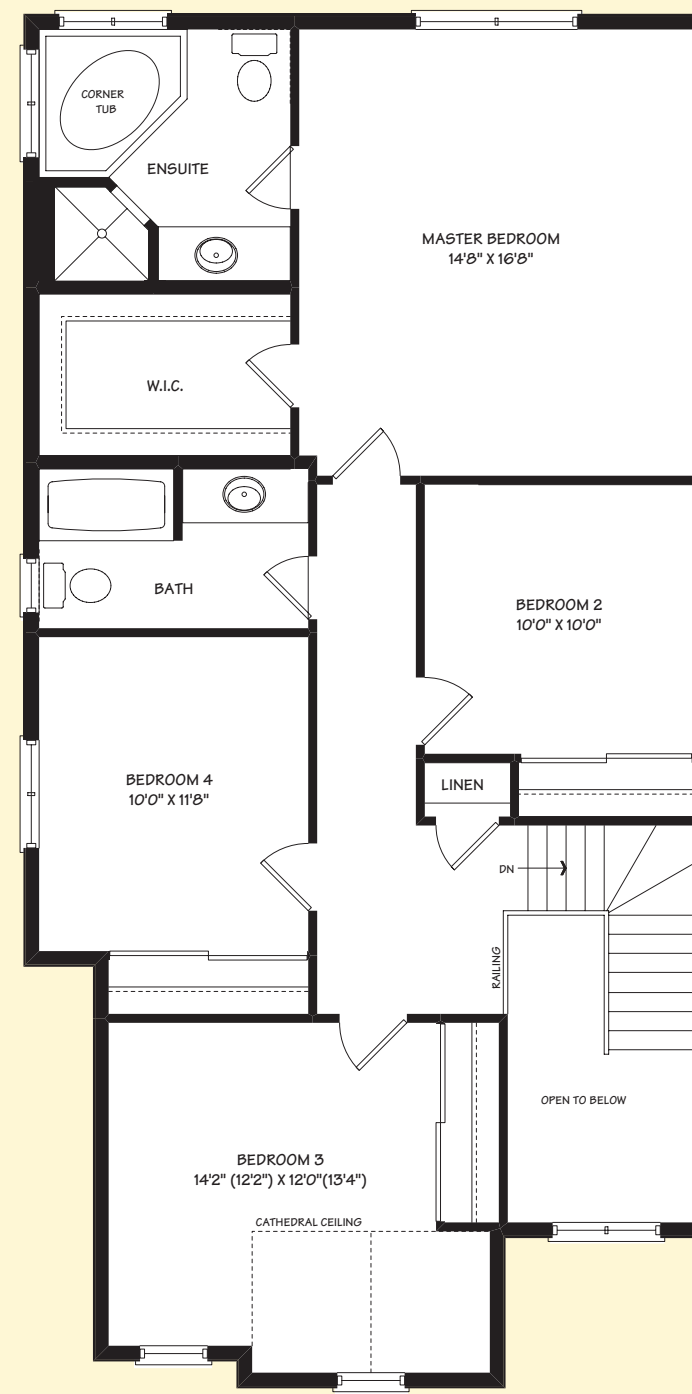 CORNER
TUB
ENSUITE
MASTER BEDROOM
14'8" X 16'8"
W.I.C.
BATH
BEDROOM 2
10'0" X 10'0"
BEDROOM 4
10'0" X 11'8"
LINEN
DN
RAILING
OPEN TO BELOW
BEDROOM 3
14'2" (12'2") X 12'0"(13'4")
CATHEDRAL CEILING